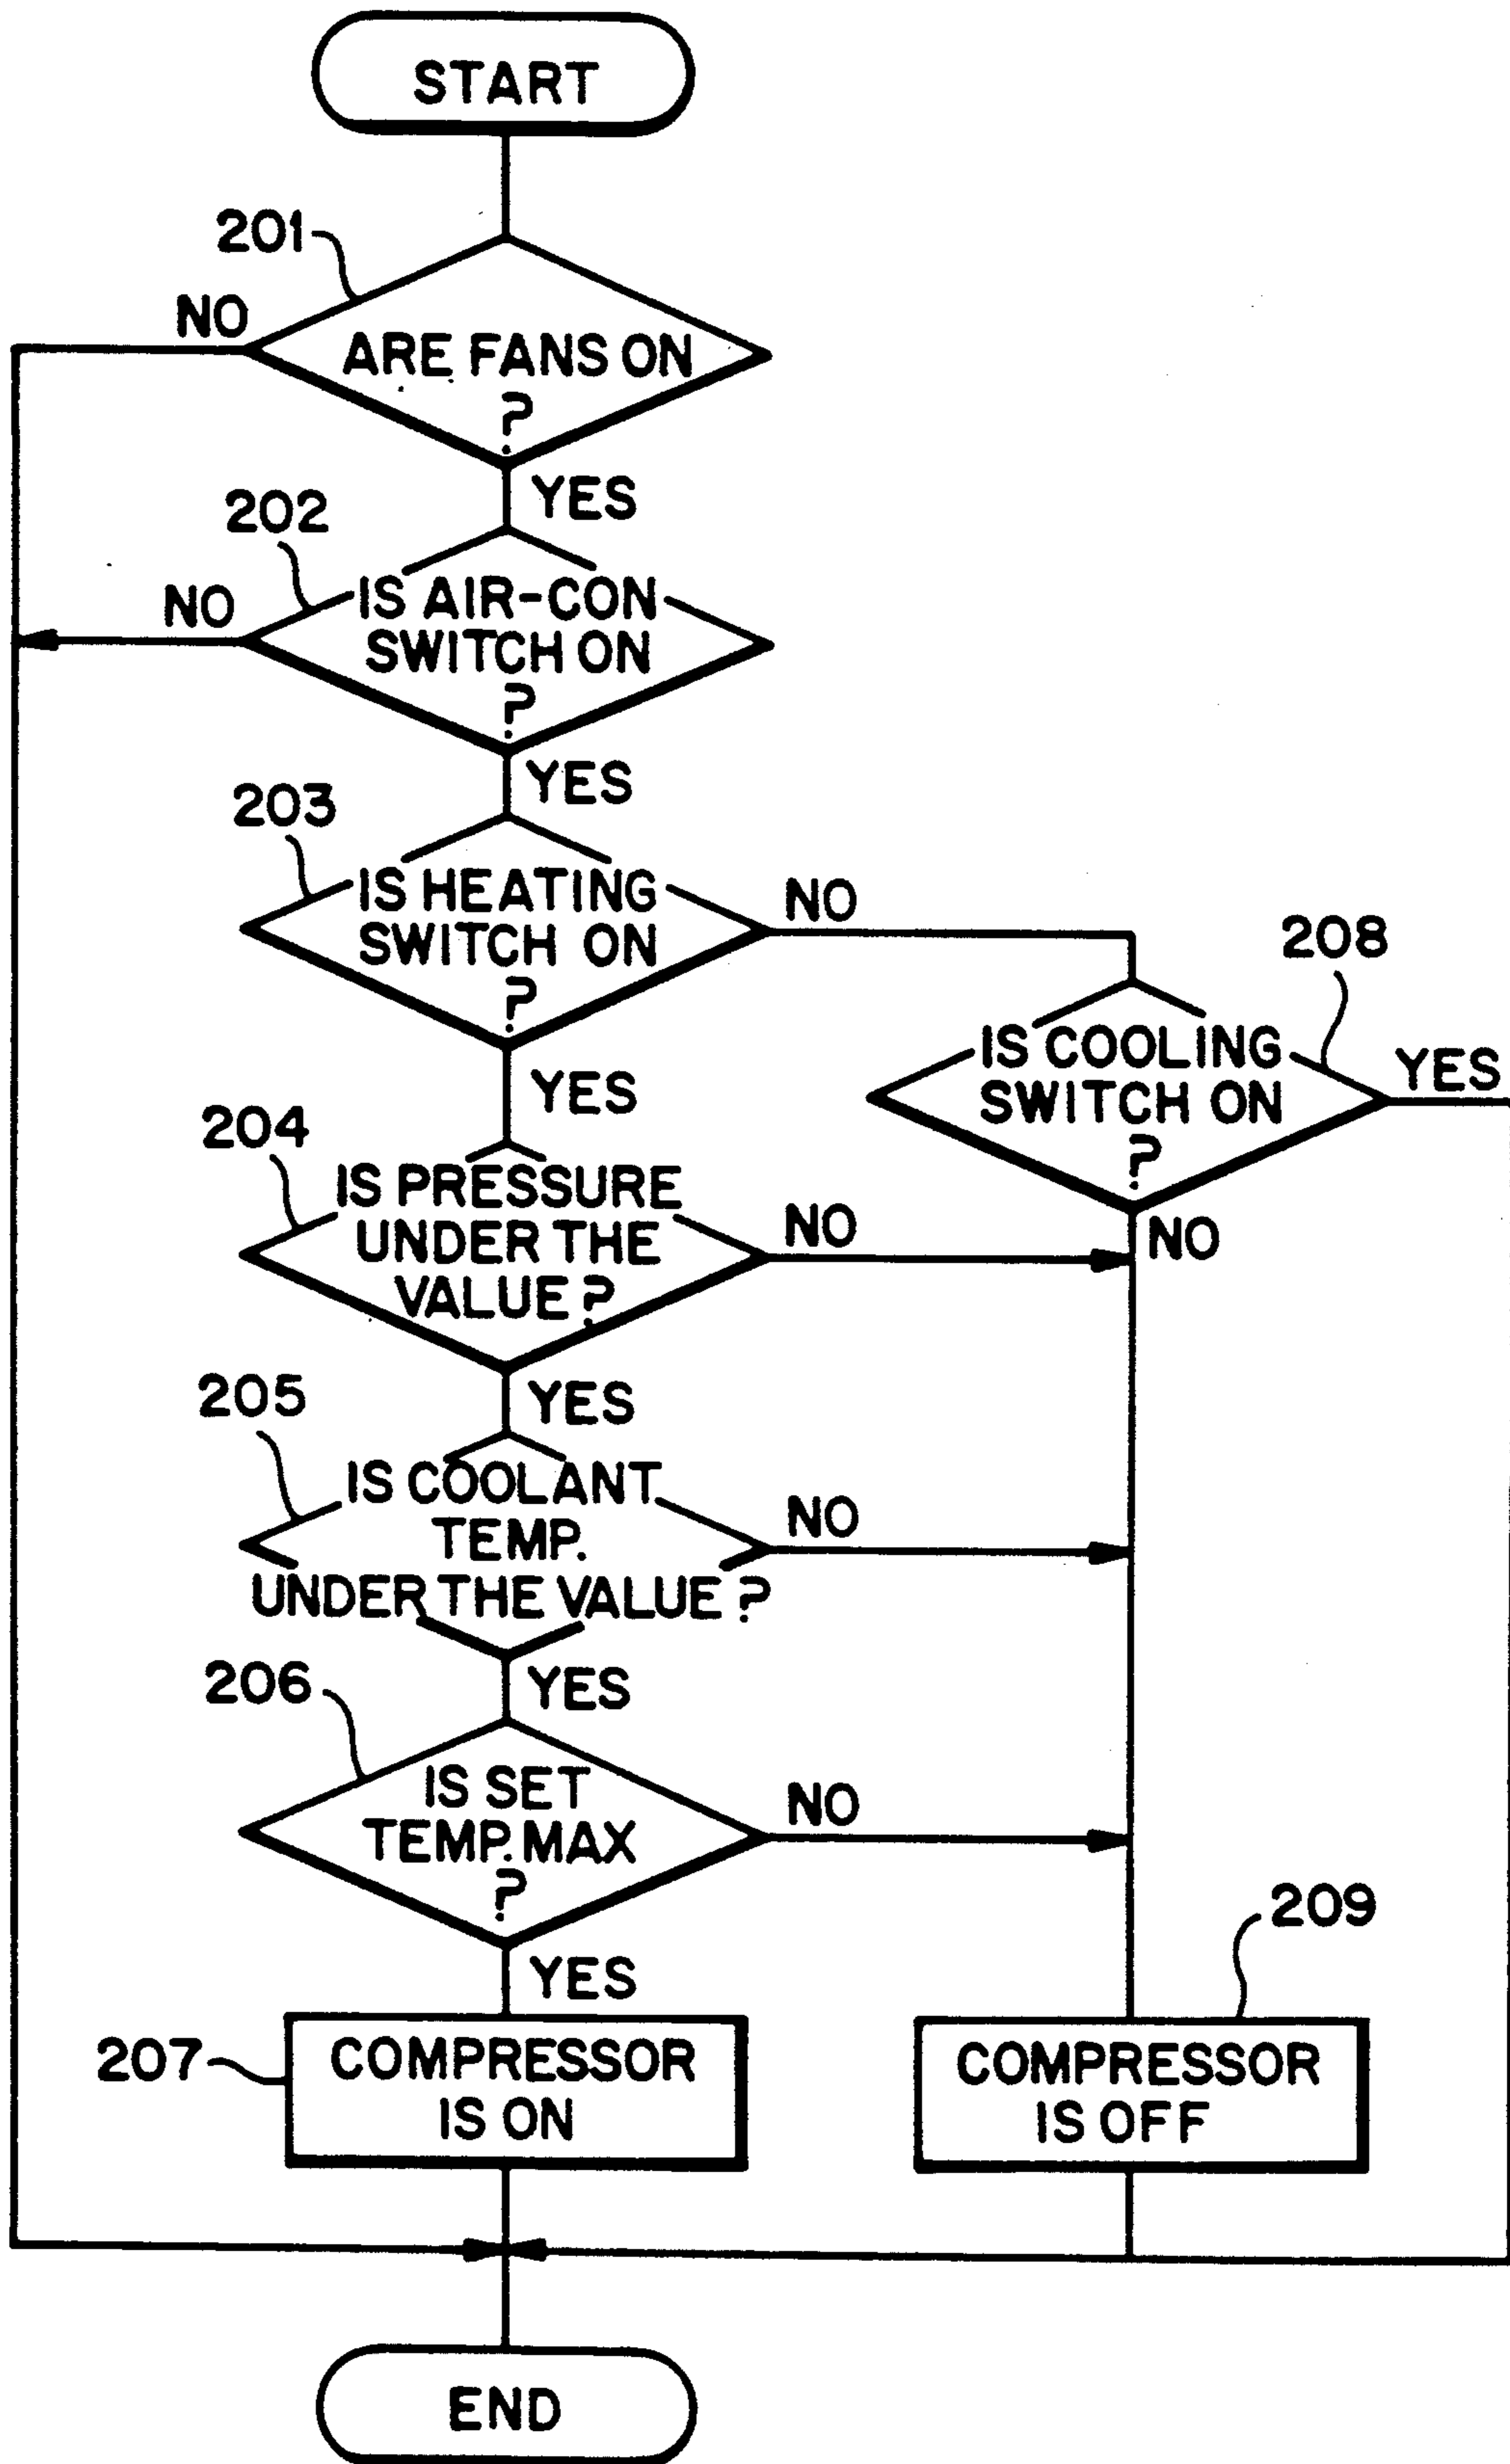 START
201
NO
ARE FANS ON
?
YES
202
NO
IS AIR-CON
SWITCH ON
?
YES
203
IS HEATING
SWITCH ON
?
NO
208
IS COOLING
SWITCH ON
?
YES
NO
YES
204
IS PRESSURE
UNDER THE
VALUE?
NO
YES
205
IS COOLANT
TEMP.
UNDER THE VALUE?
NO
YES
206
IS SET
TEMP. MAX
?
NO
YES
207
COMPRESSOR
IS ON
209
COMPRESSOR
IS OFF
END